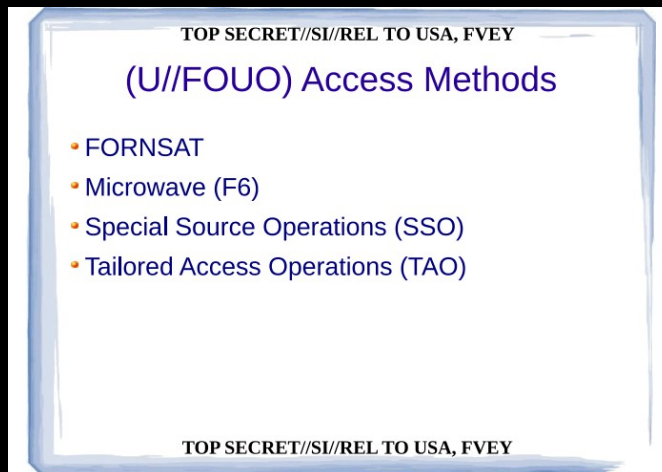 TOP SECRET//SI//REL TO USA, FVEY
(U//FOUO) Access Methods
FORNSAT
Microwave (F6)
Special Source Operations (SSO)
Tailored Access Operations (TAO)
TOP SECRET//SI//REL TO USA, FVEY